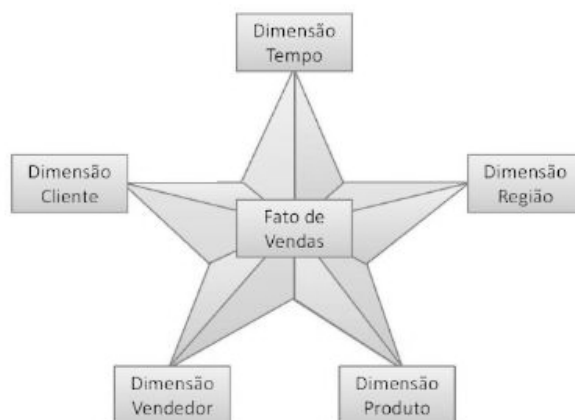 Dimensão
Tempo
Dimensão
Cliente
Dimensão
Região
Fato de
Vendas
Dimensão
Vendedor
Dimensão
Produto